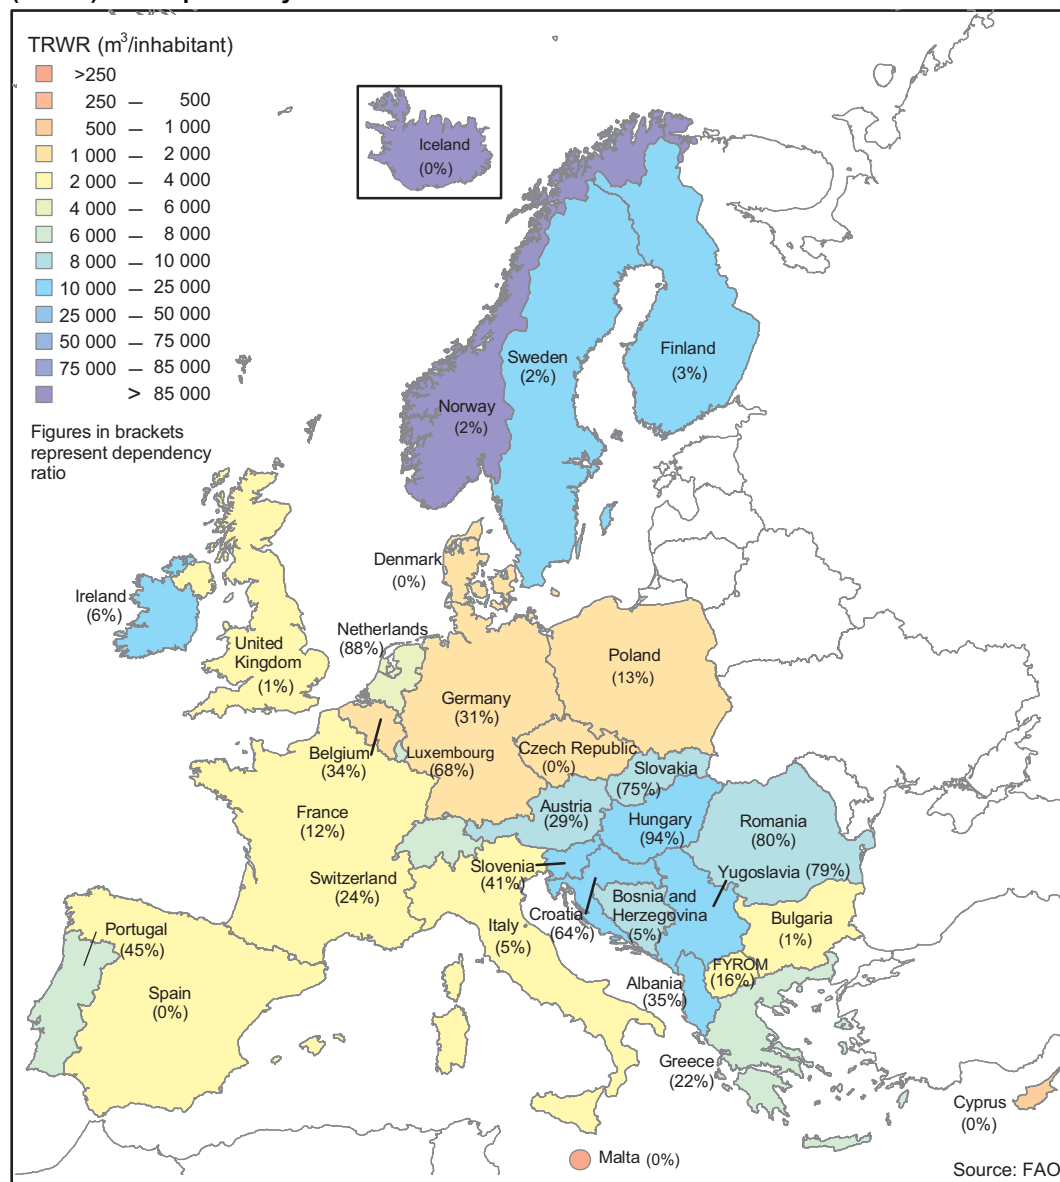 TRWR (m³/inhabitant)
>250
250 — 500
500 — 1 000
1 000 — 2 000
2 000 — 4 000
4 000 — 6 000
6 000 — 8 000
8 000 — 10 000
10 000 — 25 000
25 000 — 50 000
50 000 — 75 000
75 000 — 85 000
> 85 000
Figures in brackets
represent dependency
ratio
Iceland
(0%)
Sweden
(2%)
Finland
(3%)
Norway
(2%)
Denmark
(0%)
Ireland
(6%)
United
Kingdom
(1%)
Netherlands
(88%)
Poland
(13%)
Germany
(31%)
Belgium
(34%)
Luxembourg
(68%)
Czech Republic
(0%)
Slovakia
(75%)
Austria
(29%)
Hungary
(94%)
Romania
(80%)
France
(12%)
Switzerland
(24%)
Slovenia
(41%)
Yugoslavia (79%)
Croatia
(64%)
Bosnia and
Herzegovina
(5%)
Bulgaria
(1%)
Portugal
(45%)
Italy
(5%)
FYROM
(16%)
Albania
(35%)
Spain
(0%)
Greece
(22%)
Cyprus
(0%)
Malta (0%)
Source: FAO